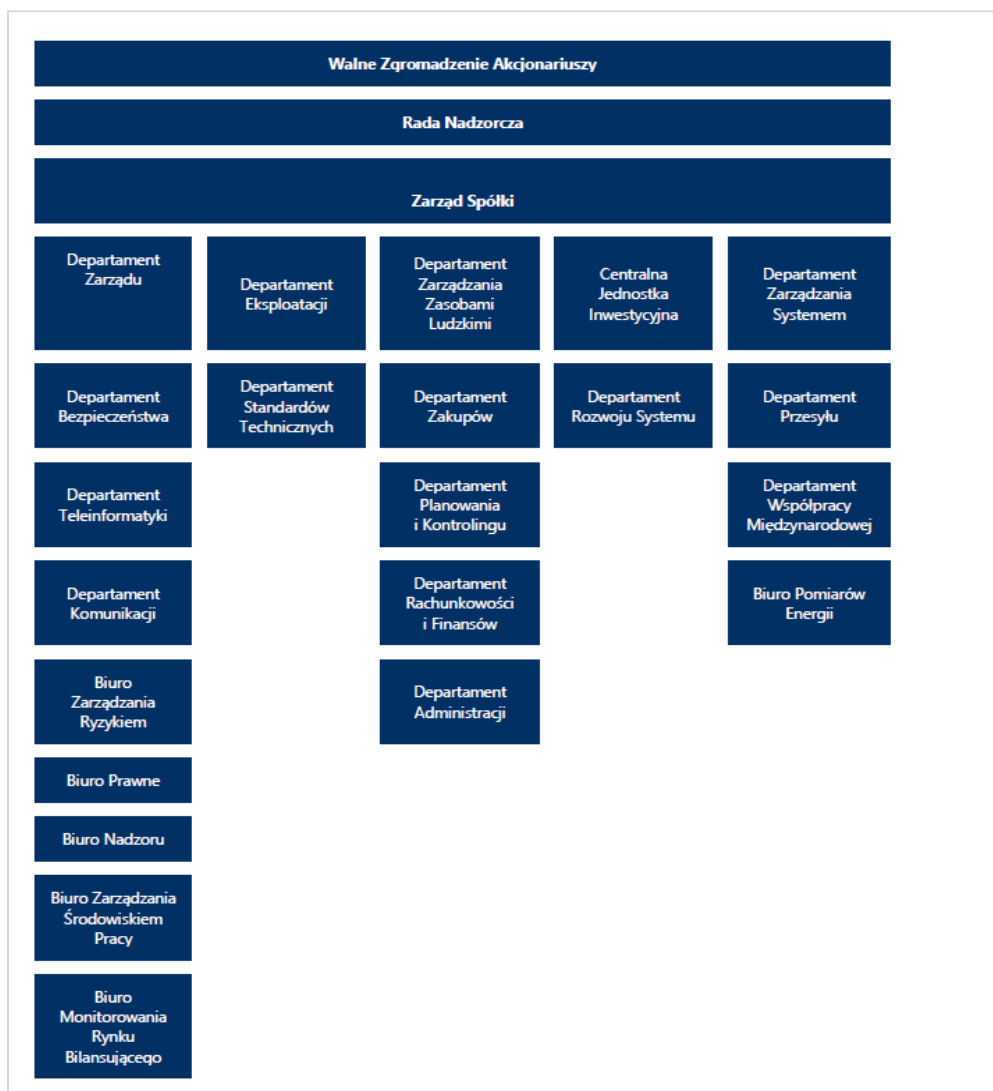 Walne Zgromadzenie Akcjonariuszy
Rada Nadzorcza
Zarząd Spółki
Departament
Zarządu
Departament
Eksploatacji
Departament
Zarządzania
Zasobami
Ludzkimi
Centralna
Jednostka
Inwestycyjna
Departament
Zarządzania
Systemem
Departament
Bezpieczeństwa
Departament
Standardów
Technicznych
Departament
Zakupów
Departament
Rozwoju Systemu
Departament
Przesyłu
Departament
Teleinformatyki
Departament
Planowania
i Kontrolingu
Departament
Współpracy
Międzynarodowej
Departament
Komunikacji
Departament
Rachunkowości
i Finansów
Biuro Pomiarów
Energii
Biuro
Zarządzania
Ryzykiem
Departament
Administracji
Biuro Prawne
Biuro Nadzoru
Biuro Zarządzania
Środowiskiem
Pracy
Biuro
Monitorowania
Rynku
Bilansującego